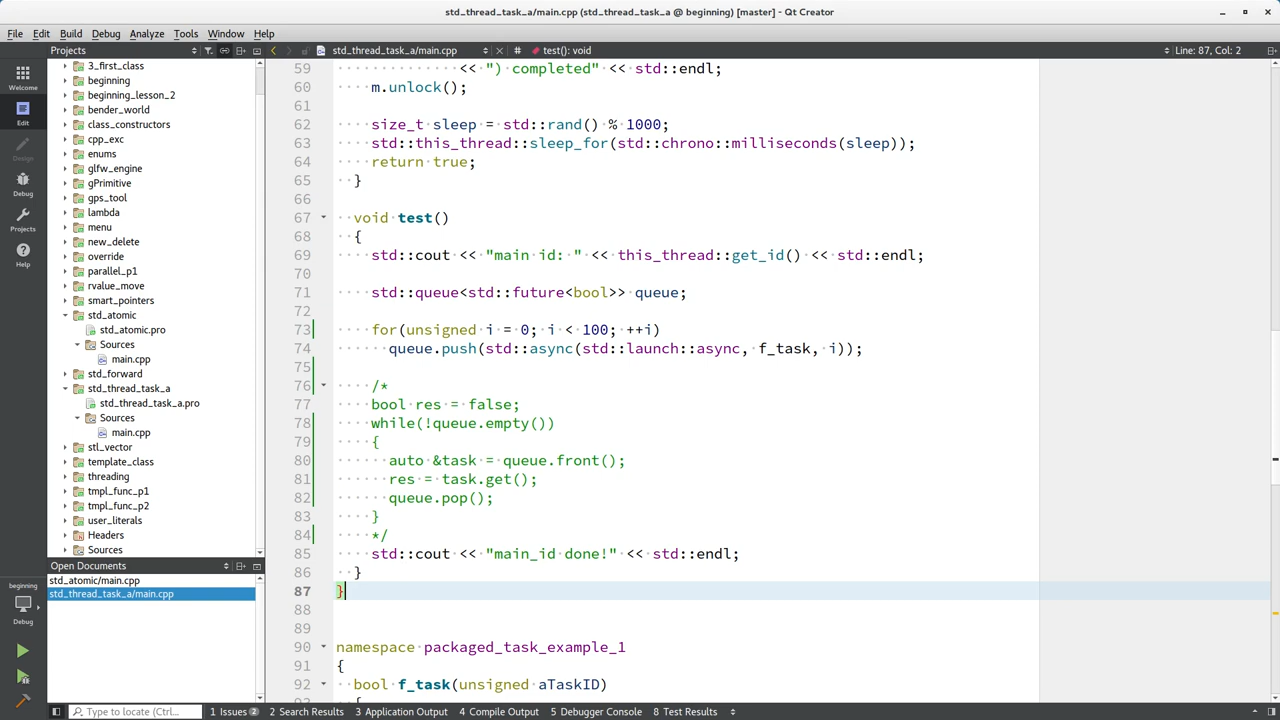 std_thread_task_a/main.cpp (std_thread_task_a @ beginning) [master] - Qt Creator
File Edit Build Debug Analyze Tools Window Help
Projects
std_thread_task_a/main.cpp
#
test(): void
Line: 87, Col: 2
Welcome
Edit
Design
Debug
Projects
Help
3_first_class
beginning
beginning_lesson_2
bender_world
class_constructors
cpp_exc
enums
glfw_engine
gPrimitive
gps_tool
lambda
menu
new_delete
override
parallel_p1
rvalue_move
smart_pointers
std_atomic
std_atomic.pro
Sources
main.cpp
std_forward
std_thread_task_a
std_thread_task_a.pro
Sources
main.cpp
stl_vector
template_class
threading
tmpl_func_p1
tmpl_func_p2
user_literals
Headers
Sources
Open Documents
std_atomic/main.cpp
std_thread_task_a/main.cpp
beginning
Debug
59 << ") completed" << std::endl;
60 m.unlock();
61
62 size_t sleep = std::rand() % 1000;
63 std::this_thread::sleep_for(std::chrono::milliseconds(sleep));
64 return true;
65 }
66
67 void test()
68 {
69 std::cout << "main id: " << this_thread::get_id() << std::endl;
70
71 std::queue<std::future<bool>> queue;
72
73 for(unsigned i = 0; i < 100; ++i)
74 queue.push(std::async(std::launch::async, f_task, i));
75
76 /*
77 bool res = false;
78 while(!queue.empty())
79 {
80 auto &task = queue.front();
81 res = task.get();
82 queue.pop();
83 }
84 */
85 std::cout << "main_id done!" << std::endl;
86 }
87 }
88
89
90 namespace packaged_task_example_1
91 {
92 bool f_task(unsigned aTaskID)
Type to locate (Ctrl+...
1 Issues 2
2 Search Results
3 Application Output
4 Compile Output
5 Debugger Console
8 Test Results